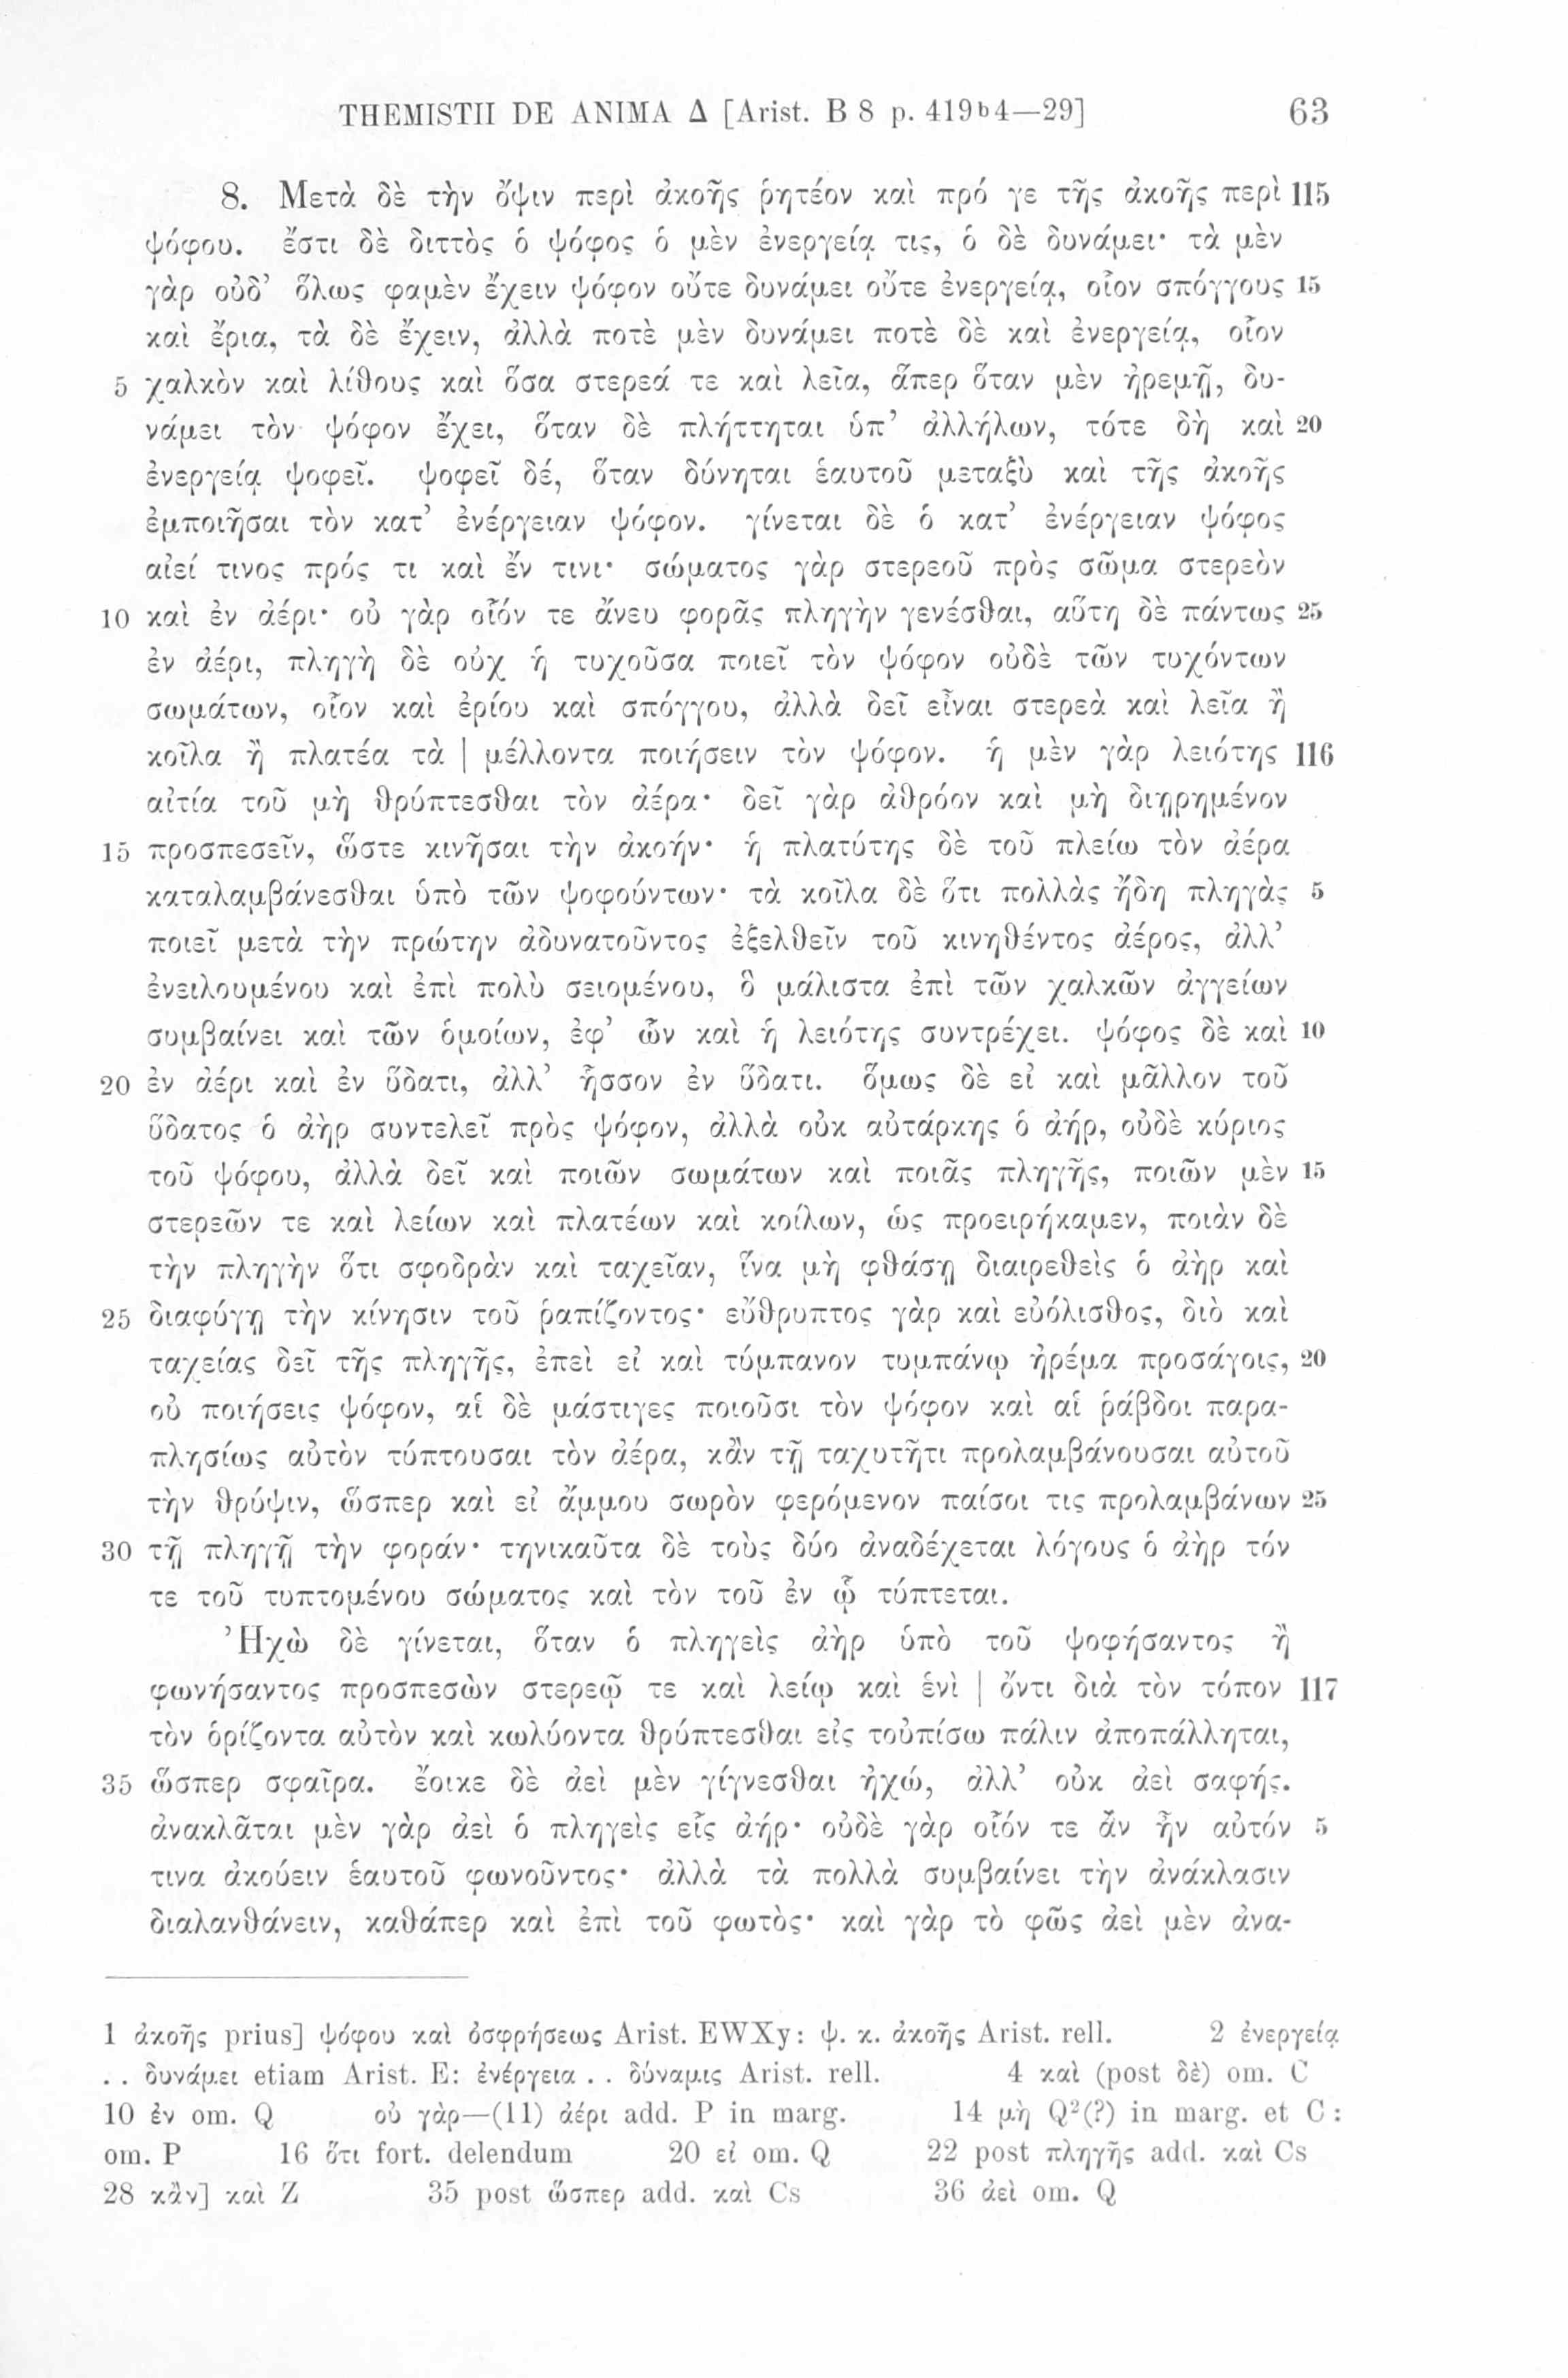 THEMISTII DE ANIMA Δ [Arist. B 8 p. 419b4—29] 63
8. Μετὰ δὲ τὴν ὄψιν περὶ ἀκοῆς ῥητέον καὶ πρό γε τῆς ἀκοῆς περὶ 115
ψόφου. ἔστι δὲ διττὸς ὁ ψόφος ὁ μὲν ἐνεργείᾳ τις, ὁ δὲ δυνάμει· τὰ μὲν
γὰρ οὐδ’ ὅλως φαμὲν ἔχειν ψόφον οὔτε δυνάμει οὔτε ἐνεργείᾳ, οἷον σπόγγους 15
καὶ ἔρια, τὰ δὲ ἔχειν, ἀλλὰ ποτὲ μὲν δυνάμει ποτὲ δὲ καὶ ἐνεργείᾳ, οἷον
5 χαλκὸν καὶ λίθους καὶ ὅσα στερεά τε καὶ λεῖα, ἅπερ ὅταν μὲν ἠρεμῇ, δυ-
νάμει τὸν ψόφον ἔχει, ὅταν δὲ πλήττηται ὑπ’ ἀλλήλων, τότε δὴ καὶ 20
ἐνεργείᾳ ψοφεῖ. ψοφεῖ δέ, ὅταν δύνηται ἑαυτοῦ μεταξὺ καὶ τῆς ἀκοῆς
ἐμποιῆσαι τὸν κατ’ ἐνέργειαν ψόφον. γίνεται δὲ ὁ κατ’ ἐνέργειαν ψόφος
αἰεί τινος πρός τι καὶ ἔν τινι· σώματος γὰρ στερεοῦ πρὸς σῶμα στερεὸν
10 καὶ ἐν ἀέρι· οὐ γὰρ οἷόν τε ἄνευ φορᾶς πληγὴν γενέσθαι, αὕτη δὲ πάντως 25
ἐν ἀέρι, πληγὴ δὲ οὐχ ἡ τυχοῦσα ποιεῖ τὸν ψόφον οὐδὲ τῶν τυχόντων
σωμάτων, οἷον καὶ ἐρίου καὶ σπόγγου, ἀλλὰ δεῖ εἶναι στερεὰ καὶ λεῖα ἢ
κοῖλα ἢ πλατέα τὰ | μέλλοντα ποιήσειν τὸν ψόφον. ἡ μὲν γὰρ λειότης 116
αἰτία τοῦ μὴ θρύπτεσθαι τὸν ἀέρα· δεῖ γὰρ ἀθρόον καὶ μὴ διῃρημένον
15 προσπεσεῖν, ὥστε κινῆσαι τὴν ἀκοήν· ἡ πλατύτης δὲ τοῦ πλείω τὸν ἀέρα
καταλαμβάνεσθαι ὑπὸ τῶν ψοφούντων· τὰ κοῖλα δὲ ὅτι πολλὰς ἤδη πληγὰς 5
ποιεῖ μετὰ τὴν πρώτην ἀδυνατοῦντος ἐξελθεῖν τοῦ κινηθέντος ἀέρος, ἀλλ’
ἐνειλουμένου καὶ ἐπὶ πολὺ σειομένου, ὃ μάλιστα ἐπὶ τῶν χαλκῶν ἀγγείων
συμβαίνει καὶ τῶν ὁμοίων, ἐφ’ ὧν καὶ ἡ λειότης συντρέχει. ψόφος δὲ καὶ 10
20 ἐν ἀέρι καὶ ἐν ὕδατι, ἀλλ’ ἧσσον ἐν ὕδατι. ὅμως δὲ εἰ καὶ μᾶλλον τοῦ
ὕδατος ὁ ἀὴρ συντελεῖ πρὸς ψόφον, ἀλλὰ οὐκ αὐτάρκης ὁ ἀήρ, οὐδὲ κύριος
τοῦ ψόφου, ἀλλὰ δεῖ καὶ ποιῶν σωμάτων καὶ ποιᾶς πληγῆς, ποιῶν μὲν 15
στερεῶν τε καὶ λείων καὶ πλατέων καὶ κοίλων, ὡς προειρήκαμεν, ποιὰν δὲ
τὴν πληγὴν ὅτι σφοδρὰν καὶ ταχεῖαν, ἵνα μὴ φθάσῃ διαιρεθεὶς ὁ ἀὴρ καὶ
25 διαφύγῃ τὴν κίνησιν τοῦ ῥαπίζοντος· εὔθρυπτος γὰρ καὶ εὐόλισθος, διὸ καὶ
ταχείας δεῖ τῆς πληγῆς, ἐπεὶ εἰ καὶ τύμπανον τυμπάνῳ ἠρέμα προσάγοις, 20
οὐ ποιήσεις ψόφον, αἱ δὲ μάστιγες ποιοῦσι τὸν ψόφον καὶ αἱ ῥάβδοι παρα-
πλησίως αὐτὸν τύπτουσαι τὸν ἀέρα, κἂν τῇ ταχυτῆτι προλαμβάνουσαι αὐτοῦ
τὴν θρύψιν, ὥσπερ καὶ εἰ ἄμμου σωρὸν φερόμενον παίσοι τις προλαμβάνων 25
30 τῇ πληγῇ τὴν φοράν· τηνικαῦτα δὲ τοὺς δύο ἀναδέχεται λόγους ὁ ἀὴρ τόν
τε τοῦ τυπτομένου σώματος καὶ τὸν τοῦ ἐν ᾧ τύπτεται.
Ἠχὼ δὲ γίνεται, ὅταν ὁ πληγεὶς ἀὴρ ὑπὸ τοῦ ψοφήσαντος ἢ
φωνήσαντος προσπεσὼν στερεῷ τε καὶ λείῳ καὶ ἑνὶ | ὄντι διὰ τὸν τόπον 117
τὸν ὁρίζοντα αὐτὸν καὶ κωλύοντα θρύπτεσθαι εἰς τοὐπίσω πάλιν ἀποπάλληται,
35 ὥσπερ σφαῖρα. ἔοικε δὲ ἀεὶ μὲν γίγνεσθαι ἠχώ, ἀλλ’ οὐκ ἀεὶ σαφής.
ἀνακλᾶται μὲν γὰρ ἀεὶ ὁ πληγεὶς εἷς ἀήρ· οὐδὲ γὰρ οἷόν τε ἂν ἦν αὐτόν 5
τινα ἀκούειν ἑαυτοῦ φωνοῦντος· ἀλλὰ τὰ πολλὰ συμβαίνει τὴν ἀνάκλασιν
διαλανθάνειν, καθάπερ καὶ ἐπὶ τοῦ φωτὸς· καὶ γὰρ τὸ φῶς ἀεὶ μὲν ἀνα-
1 ἀκοῆς prius] ψόφου καὶ ὀσφρήσεως Arist. EWXy: ψ. κ. ἀκοῆς Arist. rell. 2 ἐνεργείᾳ
. . δυνάμει etiam Arist. E: ἐνέργεια . . δύναμις Arist. rell. 4 καὶ (post δὲ) om. C
10 ἐν om. Q οὐ γὰρ—(11) ἀέρι add. P in marg. 14 μὴ Q²(?) in marg. et C:
om. P 16 ὅτι fort. delendum 20 εἰ om. Q 22 post πληγῆς add. καὶ Cs
28 κἂν] καὶ Z 35 post ὥσπερ add. καὶ Cs 36 ἀεὶ om. Q